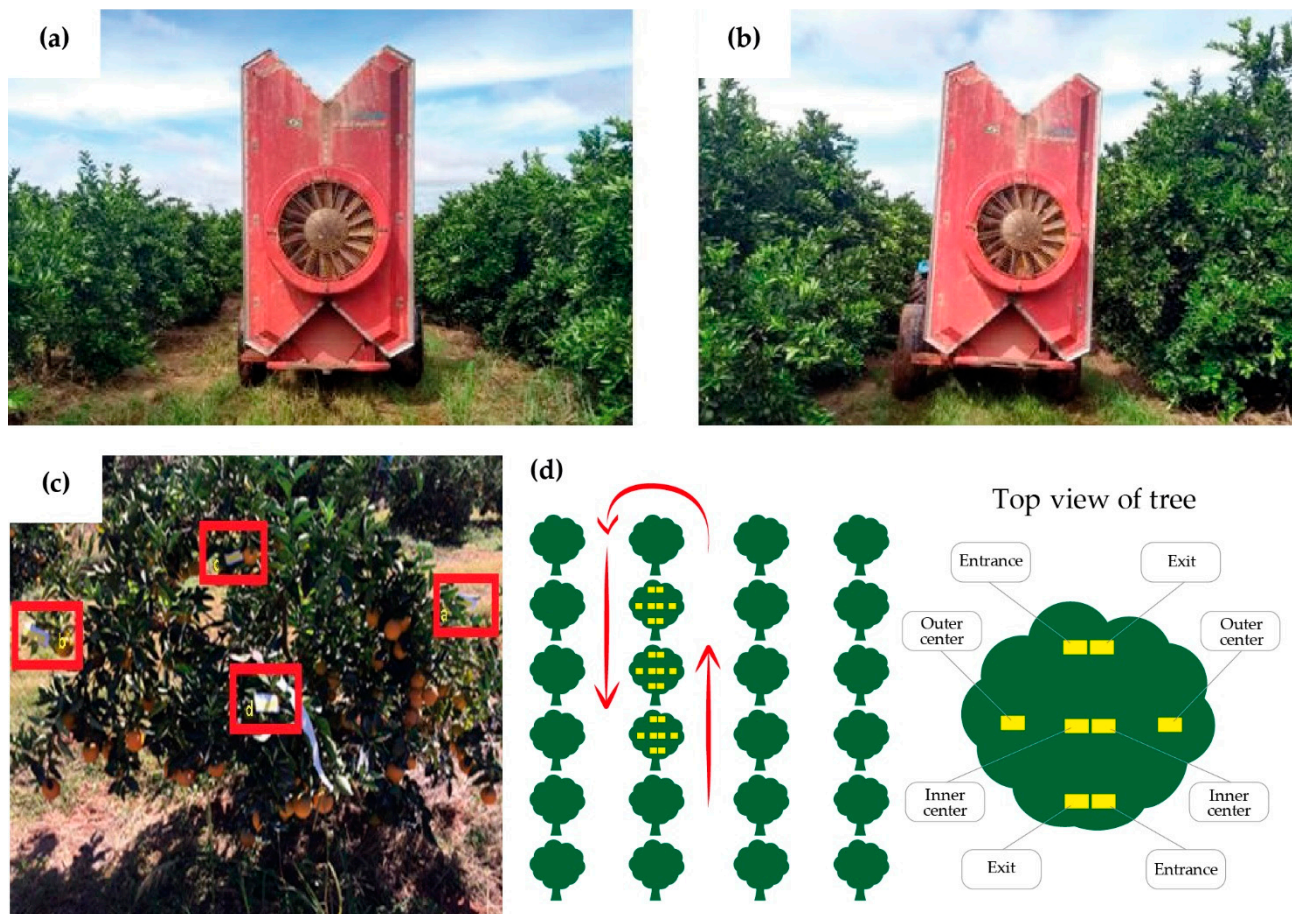 (a)
(b)
(c)
c
a
b
d
(d)
Top view of tree
Entrance
Exit
Outer
center
Outer
center
Inner
center
Inner
center
Exit
Entrance